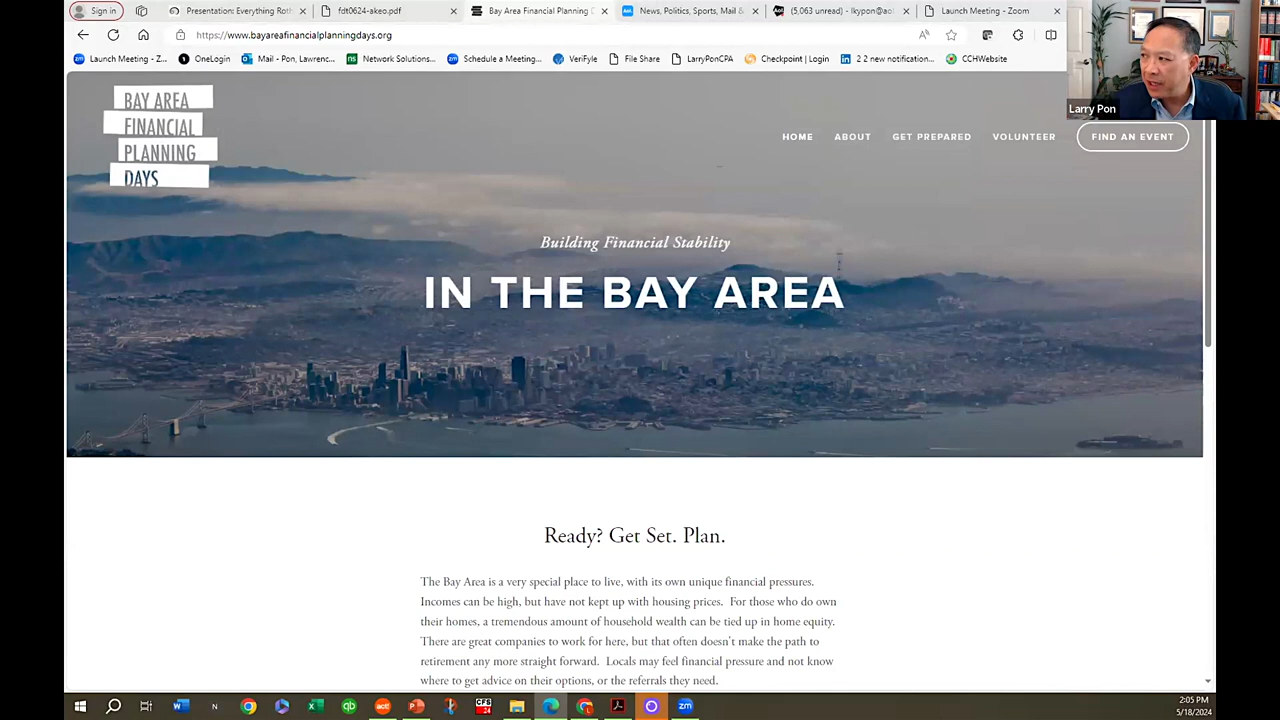 Sign in
Presentation: Everything Roth
fdt0624-akeo.pdf
Bay Area Financial Planning D
News, Politics, Sports, Mail &
(5,063 unread) - lkypon@ao
Launch Meeting - Zoom
https://www.bayareafinancialplanningdays.org
Launch Meeting - Z...
OneLogin
Mail - Pon, Lawrenc...
Network Solutions...
Schedule a Meeting...
VeriFyle
File Share
LarryPonCPA
Checkpoint | Login
2 2 new notification...
CCHWebsite
Larry Pon
BAY AREA
FINANCIAL
PLANNING
DAYS
HOME
ABOUT
GET PREPARED
VOLUNTEER
FIND AN EVENT
Building Financial Stability
IN THE BAY AREA
Ready? Get Set. Plan.
The Bay Area is a very special place to live, with its own unique financial pressures.
Incomes can be high, but have not kept up with housing prices. For those who do own
their homes, a tremendous amount of household wealth can be tied up in home equity.
There are great companies to work for here, but that often doesn't make the path to
retirement any more straight forward. Locals may feel financial pressure and not know
where to get advice on their options, or the referrals they need.
2:05 PM
5/18/2024